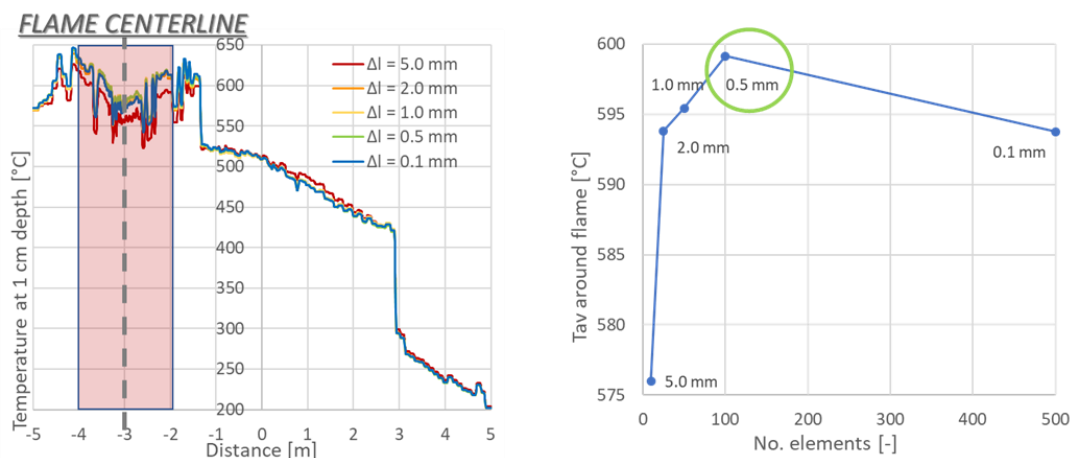 FLAME CENTERLINE
Temperature at 1 cm depth [°C]
650
600
550
500
450
400
350
300
250
200
-5 -4 -3 -2 -1 0 1 2 3 4 5
Distance [m]
Δl = 5.0 mm
Δl = 2.0 mm
Δl = 1.0 mm
Δl = 0.5 mm
Δl = 0.1 mm
Tav around flame [°C]
600
595
590
585
580
575
0 100 200 300 400 500
No. elements [-]
1.0 mm
0.5 mm
2.0 mm
0.1 mm
5.0 mm